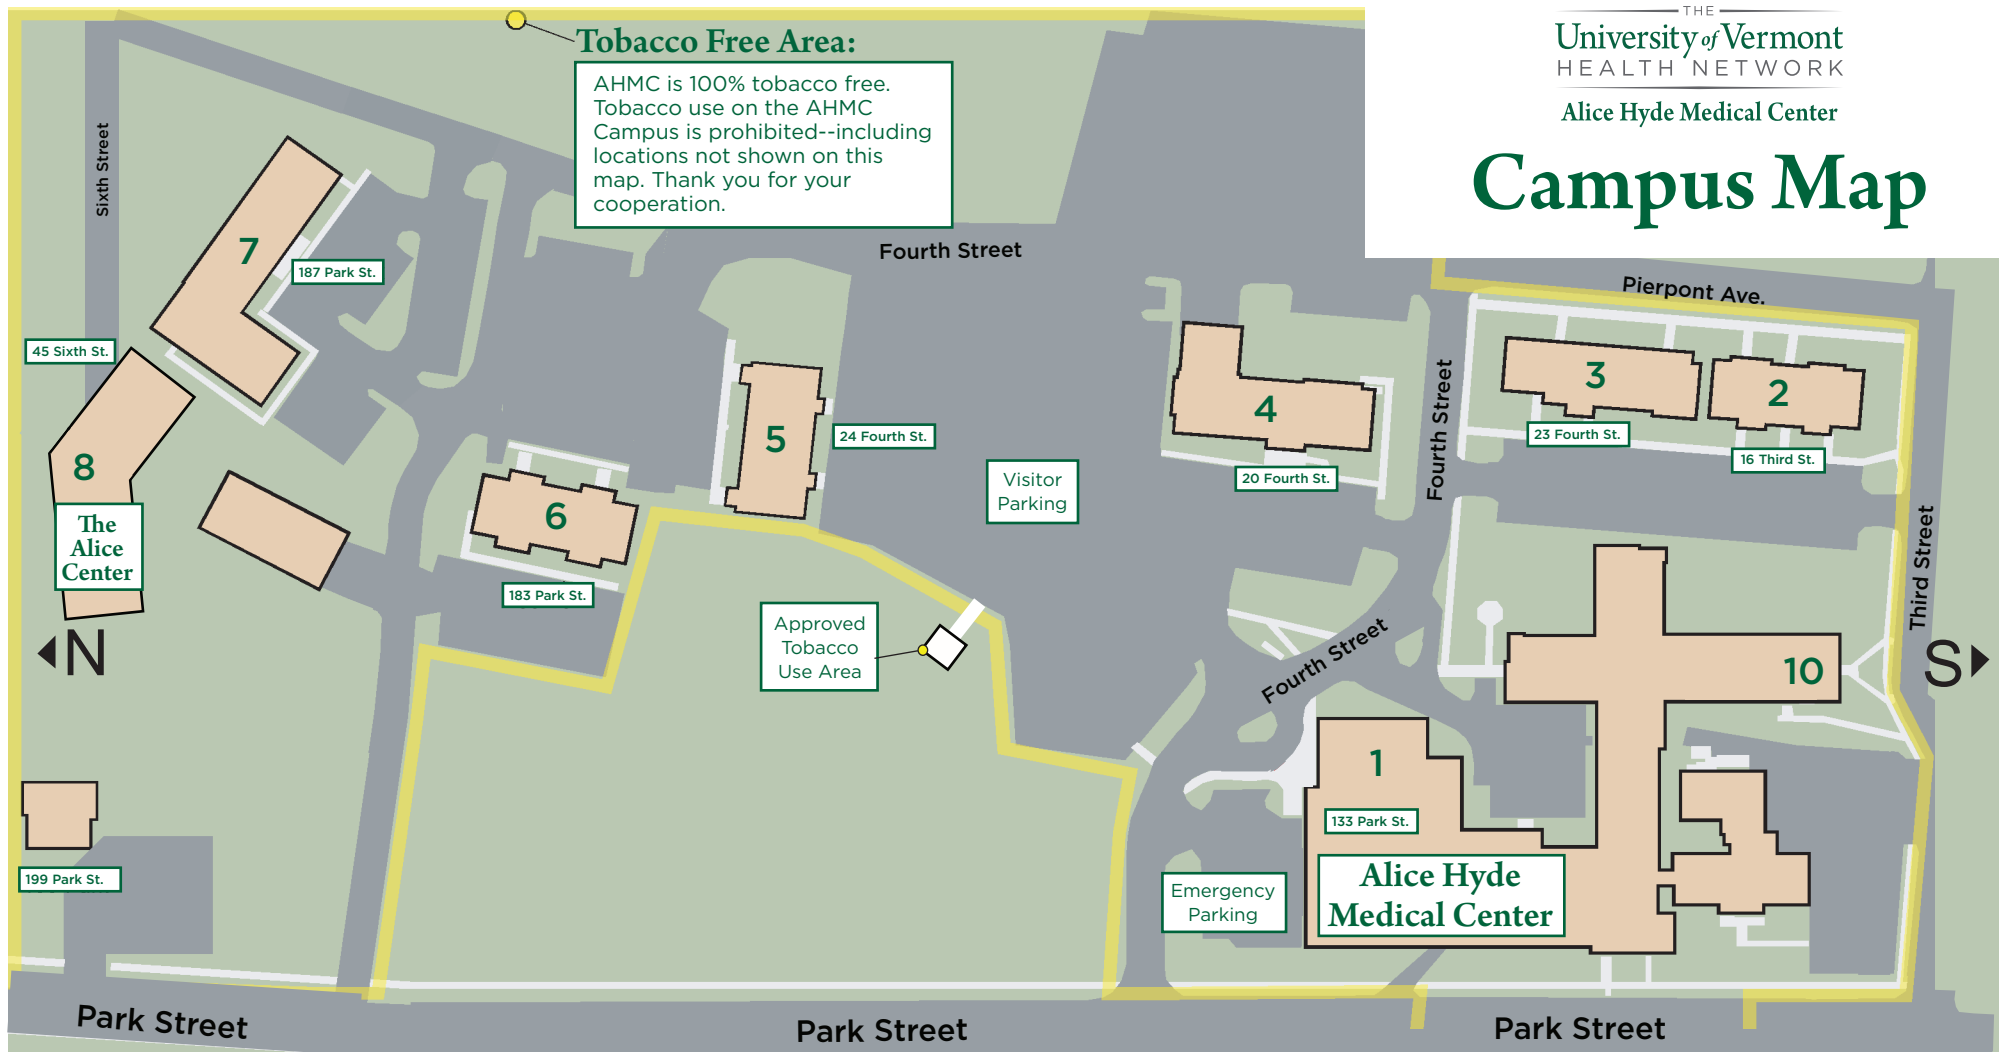 THE
University of Vermont
HEALTH NETWORK
Alice Hyde Medical Center
Campus Map
Tobacco Free Area:
AHMC is 100% tobacco free.
Tobacco use on the AHMC
Campus is prohibited--including
locations not shown on this
map. Thank you for your
cooperation.
Sixth Street
7
187 Park St.
Fourth Street
Pierpont Ave.
45 Sixth St.
8
The
Alice
Center
5
24 Fourth St.
6
183 Park St.
Visitor
Parking
4
20 Fourth St.
Fourth Street
3
23 Fourth St.
2
16 Third St.
Third Street
N
S
Approved
Tobacco
Use Area
Fourth Street
10
1
133 Park St.
Alice Hyde
Medical Center
Emergency
Parking
199 Park St.
Park Street
Park Street
Park Street